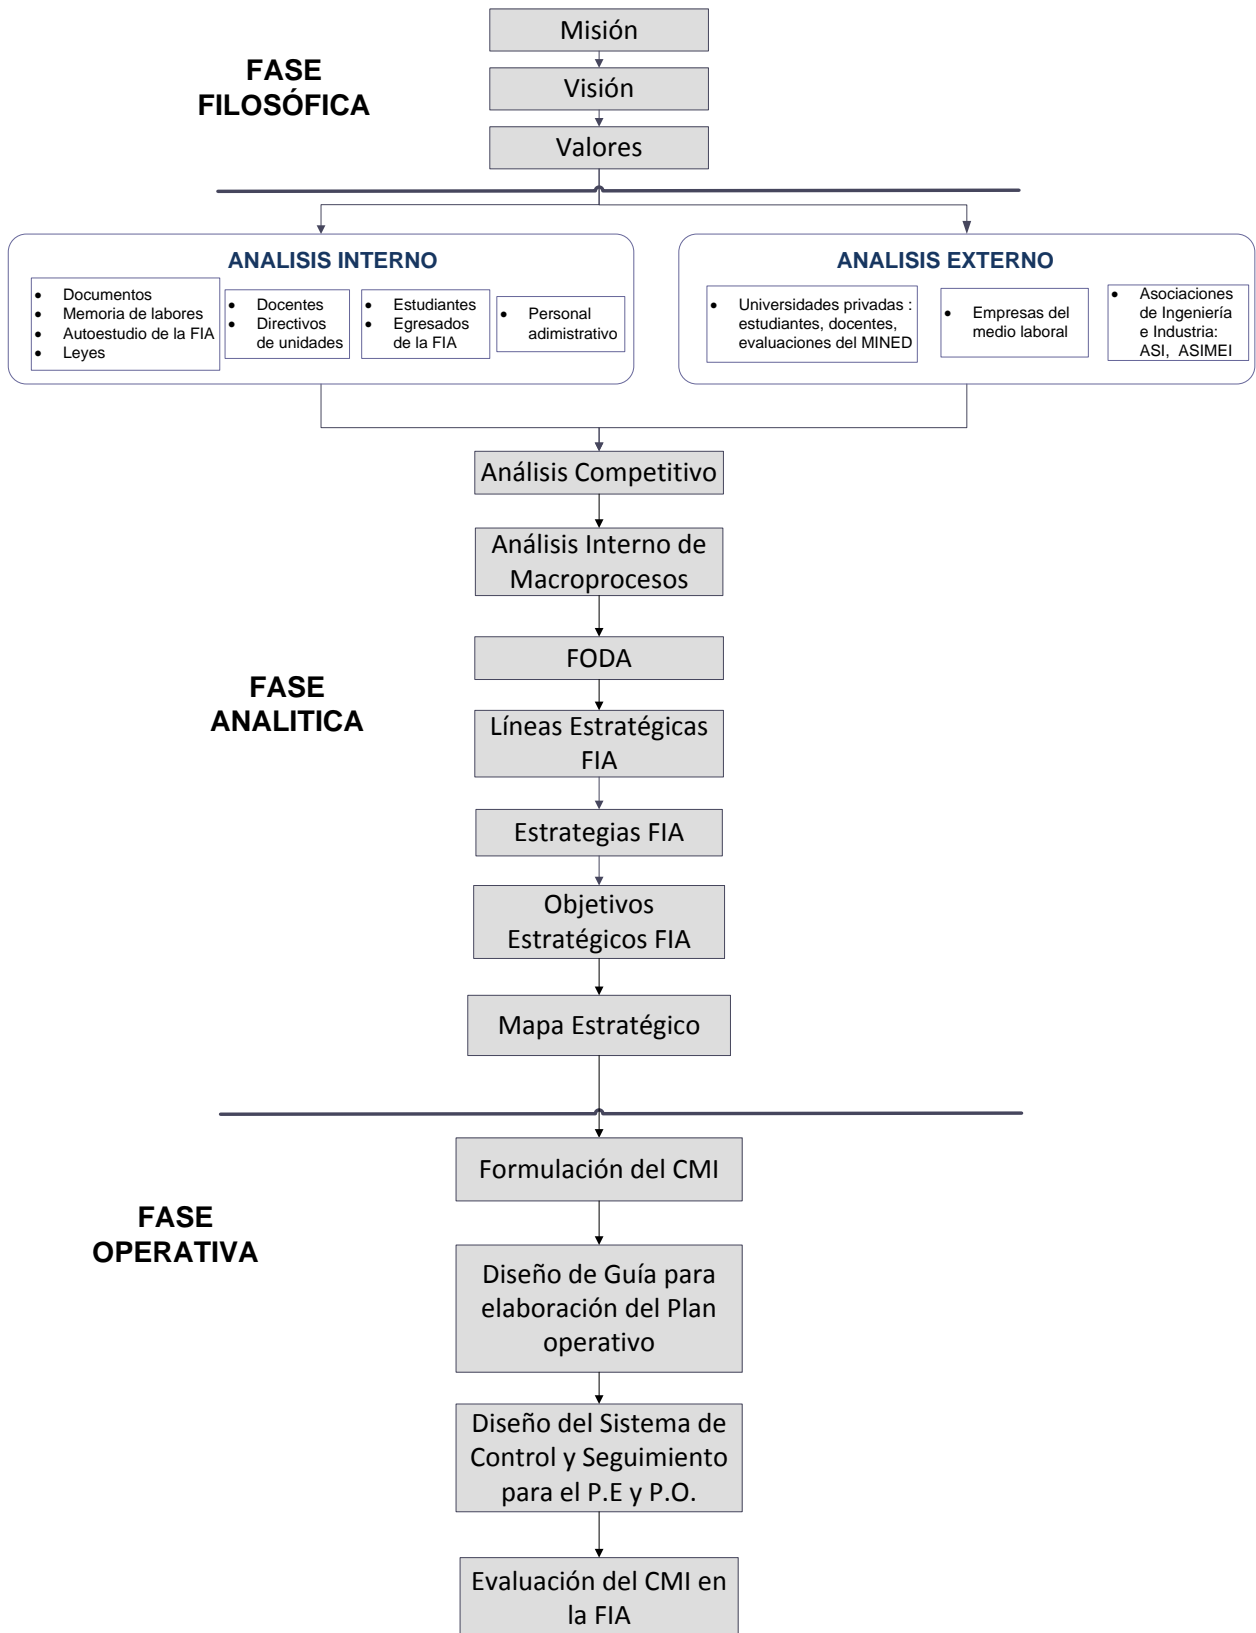 Misión
FASE
FILOSÓFICA
Visión
Valores
ANALISIS INTERNO
• Documentos
• Memoria de labores
• Autoestudio de la FIA
• Leyes
• Docentes
• Directivos
de unidades
• Estudiantes
• Egresados
de la FIA
• Personal
adimistrativo
ANALISIS EXTERNO
• Universidades privadas :
estudiantes, docentes,
evaluaciones del MINED
• Empresas del
medio laboral
• Asociaciones
de Ingeniería
e Industria:
ASI, ASIMEI
Análisis Competitivo
Análisis Interno de
Macroprocesos
FODA
FASE
ANALITICA
Líneas Estratégicas
FIA
Estrategias FIA
Objetivos
Estratégicos FIA
Mapa Estratégico
Formulación del CMI
FASE
OPERATIVA
Diseño de Guía para
elaboración del Plan
operativo
Diseño del Sistema de
Control y Seguimiento
para el P.E y P.O.
Evaluación del CMI en
la FIA